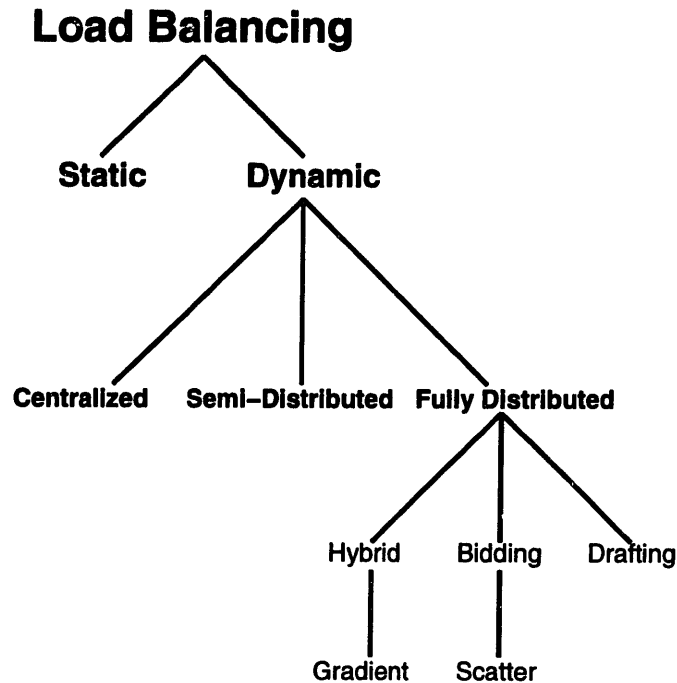 Load Balancing
Static Dynamic
Centralized Semi–Distributed Fully Distributed
Hybrid Bidding Drafting
Gradient Scatter